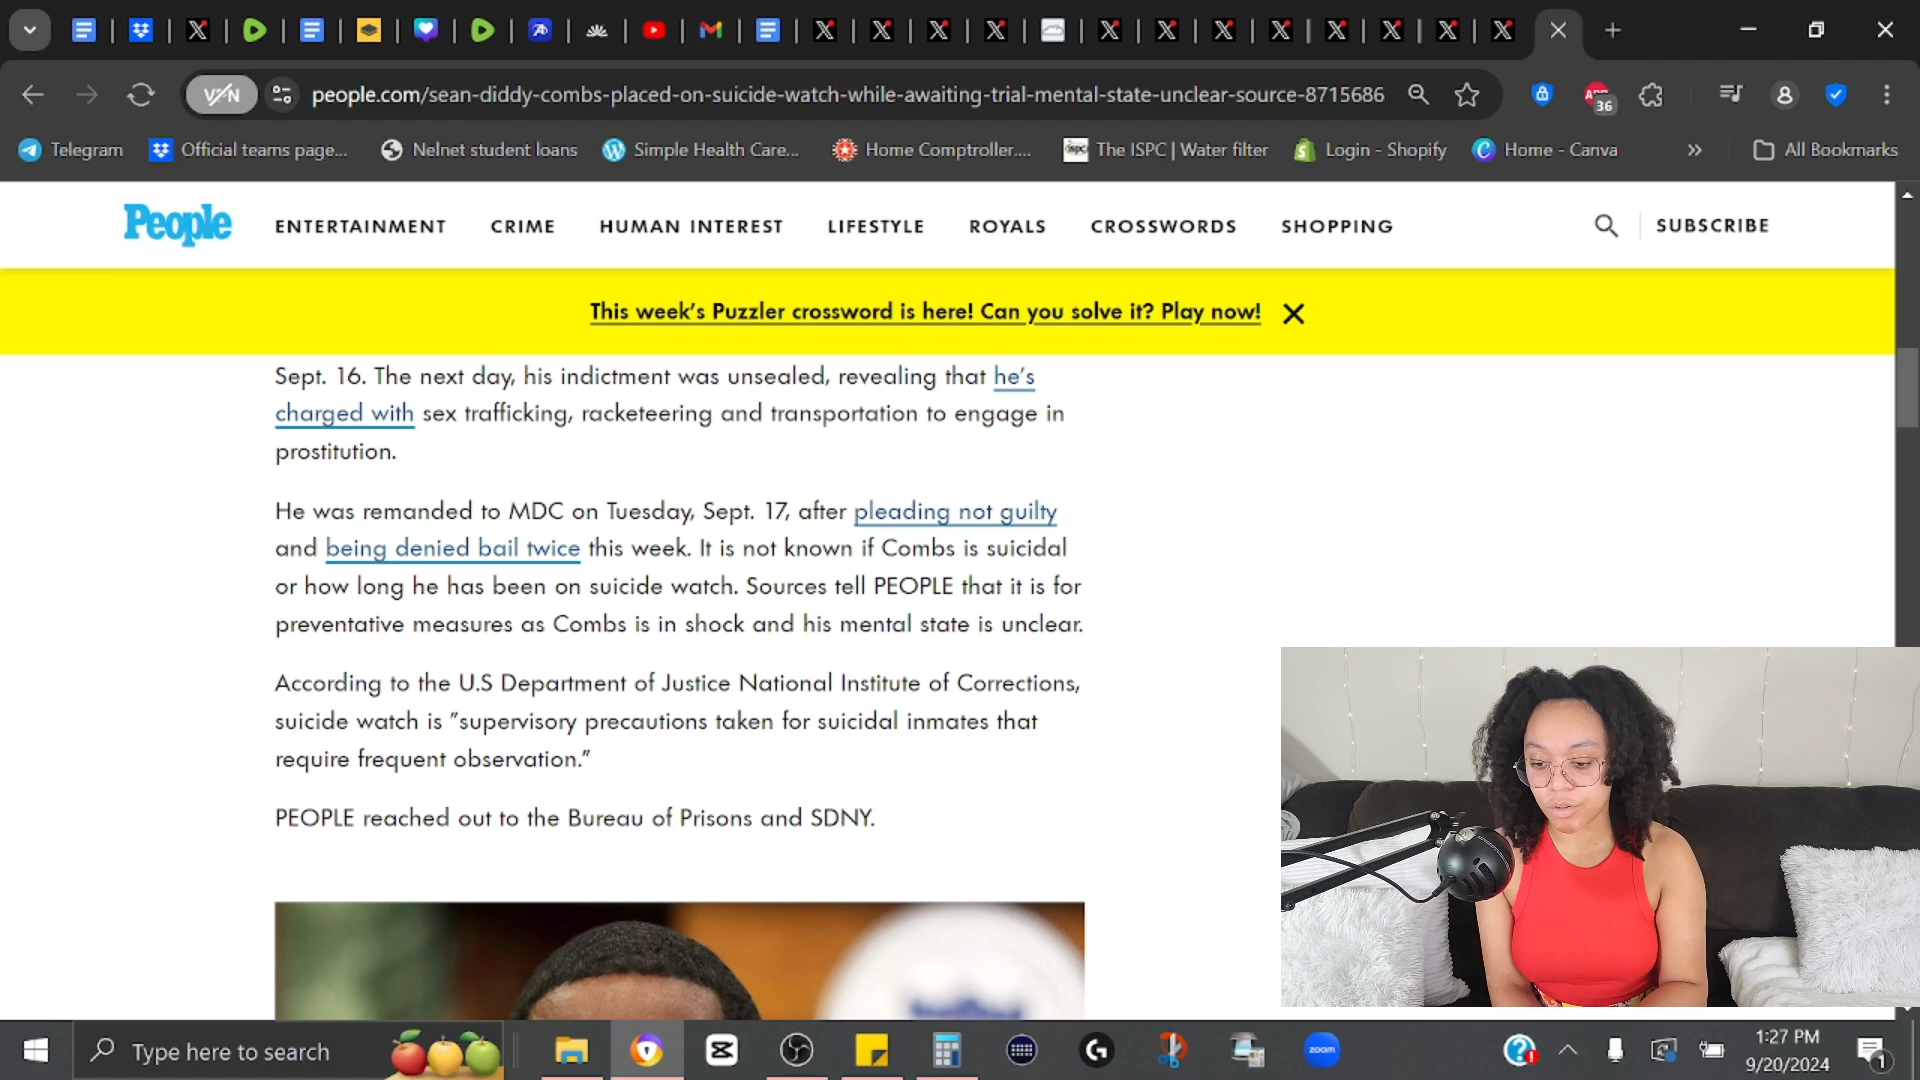 people.com/sean-diddy-combs-placed-on-suicide-watch-while-awaiting-trial-mental-state-unclear-source-8715686
36
Telegram
Official teams page...
Nelnet student loans
Simple Health Care...
Home Comptroller....
The ISPC | Water filter
Login - Shopify
Home - Canva
All Bookmarks
People
ENTERTAINMENT
CRIME
HUMAN INTEREST
LIFESTYLE
ROYALS
CROSSWORDS
SHOPPING
SUBSCRIBE
This week's Puzzler crossword is here! Can you solve it? Play now!
Sept. 16. The next day, his indictment was unsealed, revealing that he's
charged with sex trafficking, racketeering and transportation to engage in
prostitution.
He was remanded to MDC on Tuesday, Sept. 17, after pleading not guilty
and being denied bail twice this week. It is not known if Combs is suicidal
or how long he has been on suicide watch. Sources tell PEOPLE that it is for
preventative measures as Combs is in shock and his mental state is unclear.
According to the U.S Department of Justice National Institute of Corrections,
suicide watch is "supervisory precautions taken for suicidal inmates that
require frequent observation."
PEOPLE reached out to the Bureau of Prisons and SDNY.
Type here to search
zoom
1:27 PM
9/20/2024
1